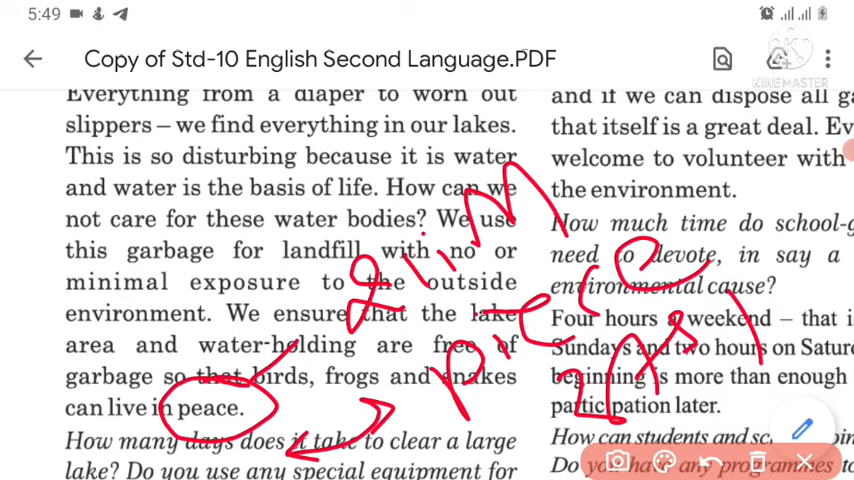 5:49
Copy of Std-10 English Second Language.PDF
KINEMASTER
Everything from a diaper to worn out
slippers – we find everything in our lakes.
This is so disturbing because it is water
and water is the basis of life. How can we
not care for these water bodies? We use
this garbage for landfill with no or
minimal exposure to the outside
environment. We ensure that the lake
area and water-holding are free of
garbage so that birds, frogs and snakes
can live in peace.
How many days does it take to clear a large
lake? Do you use any special equipment for
and if we can dispose all ga
that itself is a great deal. Ev
welcome to volunteer with
the environment.
How much time do school-g
need to devote, in say a
environmental cause?
Four hours a weekend – that i
Sundays and two hours on Satur
beginning is more than enough
participation later.
How can students and sc
Do you have any programmes to
piece